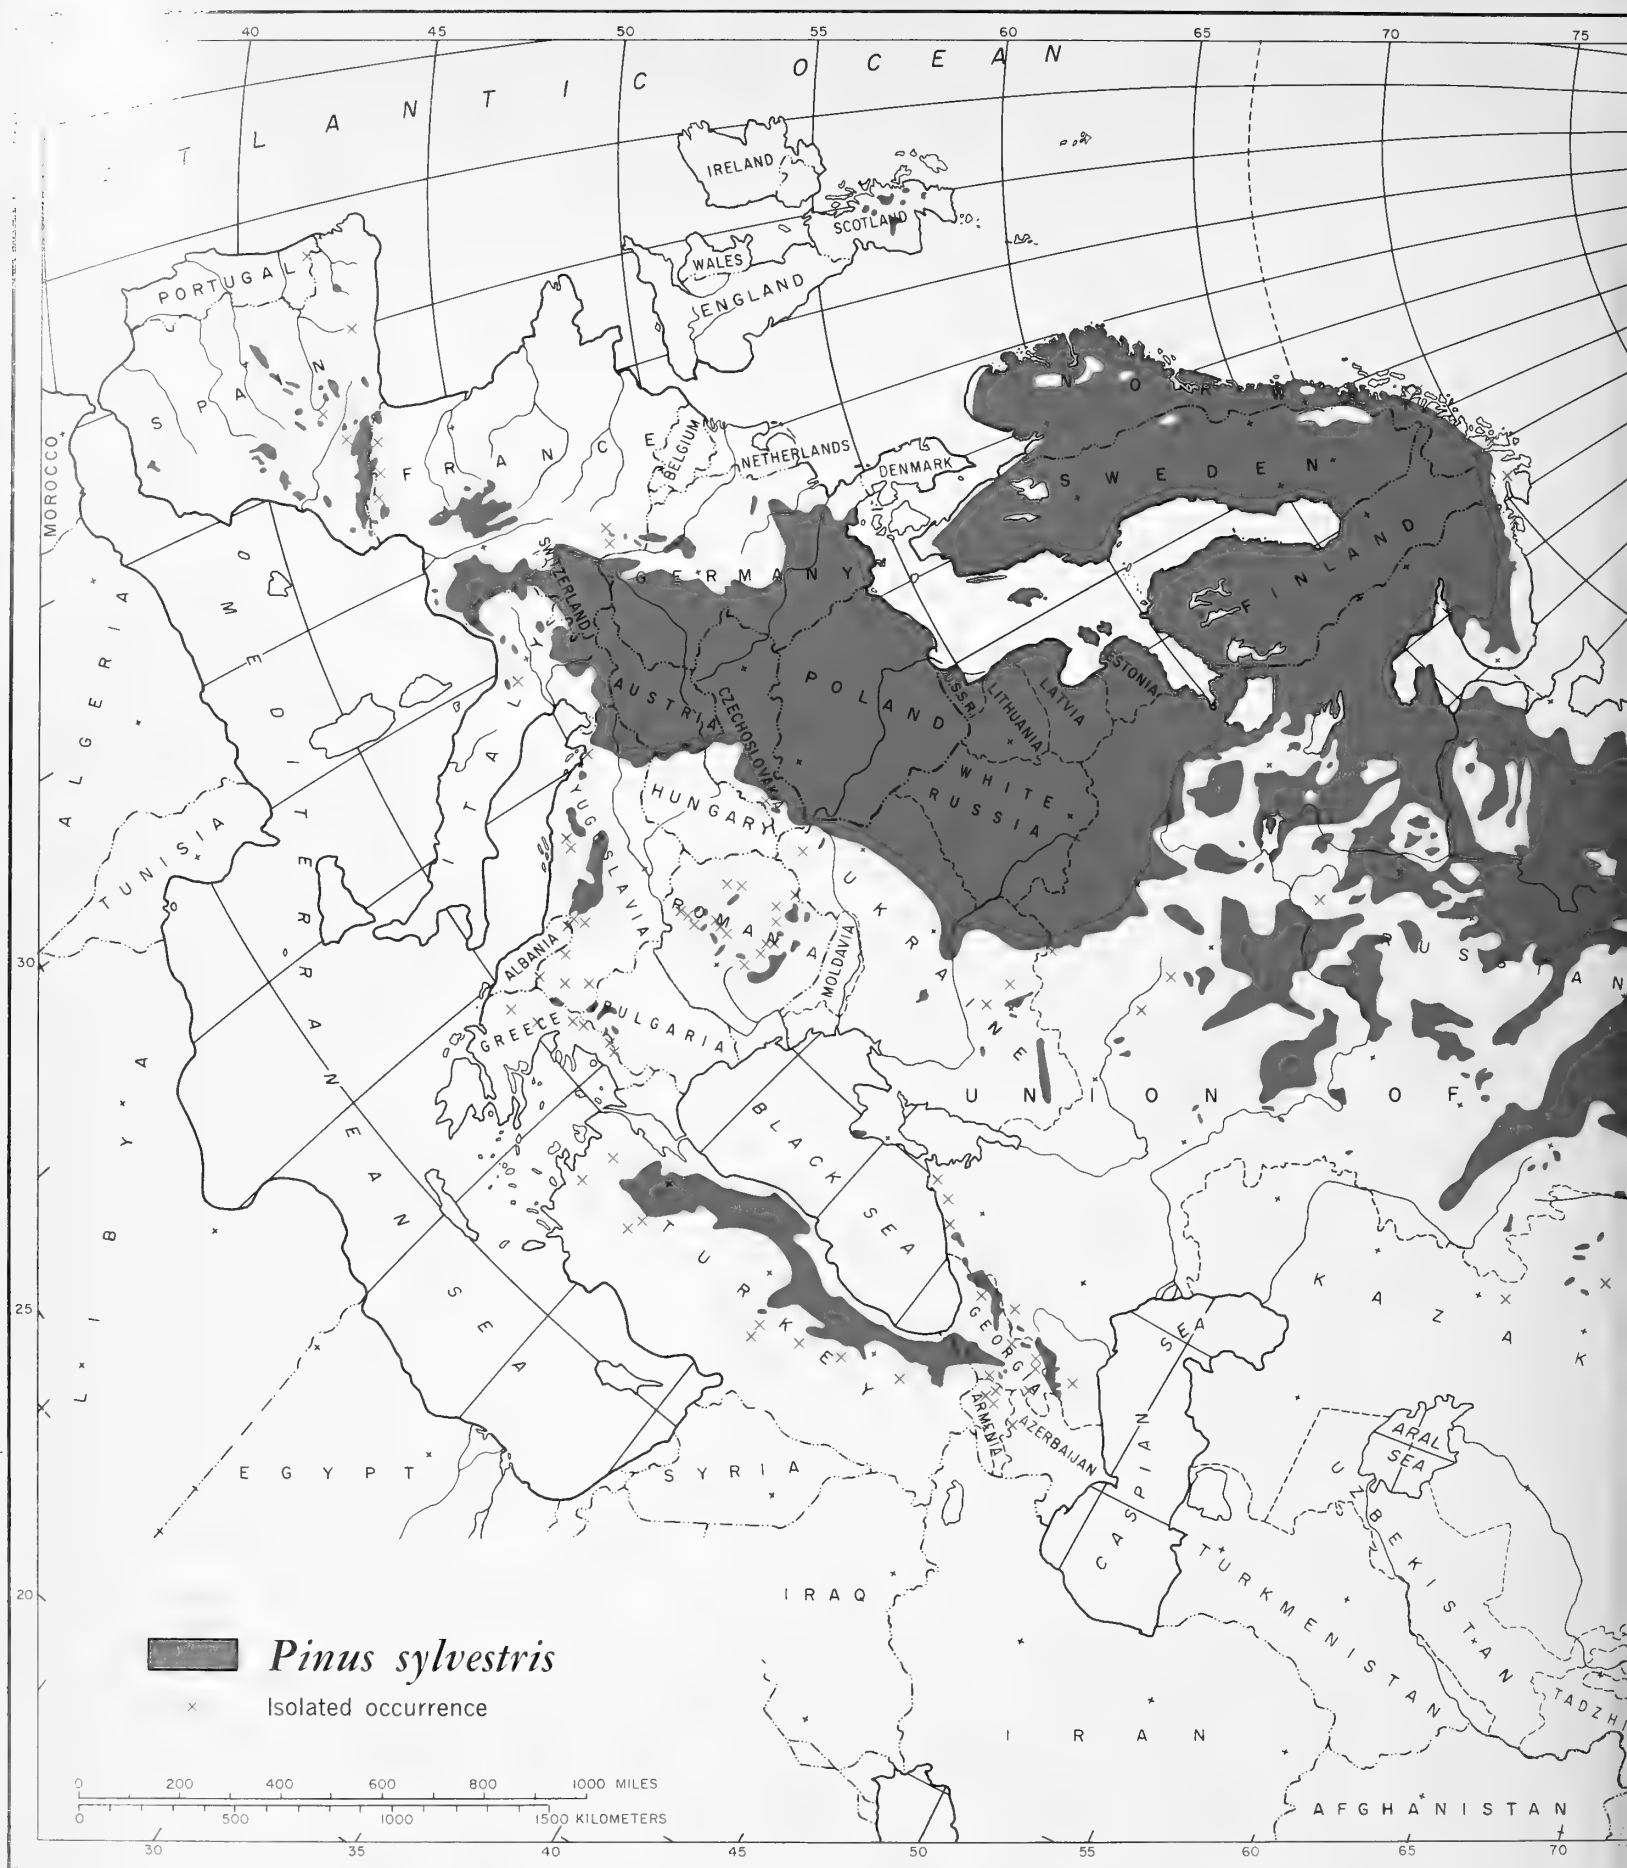 40 45 50 55 60 65 70 75
TLANTIC OCEAN
IRELAND
SCOTLAND
WALES
ENGLAND
PORTUGAL
SPAIN
FRANCE
BELGIUM
NETHERLANDS
DENMARK
NORWAY
SWEDEN
FINLAND
MOROCCO
SWITZERLAND
GERMANY
ALGERIA
ITALY
AUSTRIA
CZECHOSLOVAKIA
POLAND
U.S.S.R.
LITHUANIA
LATVIA
ESTONIA
WHITE
RUSSIA
HUNGARY
YUGOSLAVIA
ROMANIA
MOLDAVIA
UKRAINE
RUSSIAN
TUNISIA
MEDITERRANEAN SEA
ALBANIA
GREECE
BULGARIA
UNION OF
30
LIBYA
BLACK SEA
TURKEY
GEORGIA
ARMENIA
AZERBAIJAN
KAZAK
25
CASPIAN SEA
ARAL
SEA
EGYPT
SYRIA
UZBEKISTAN
TURKMENISTAN
TADZHI
20
IRAQ
IRAN
AFGHANISTAN
Pinus sylvestris
× Isolated occurrence
0 200 400 600 800 1000 MILES
0 500 1000 1500 KILOMETERS
30 35 40 45 50 55 60 65 70